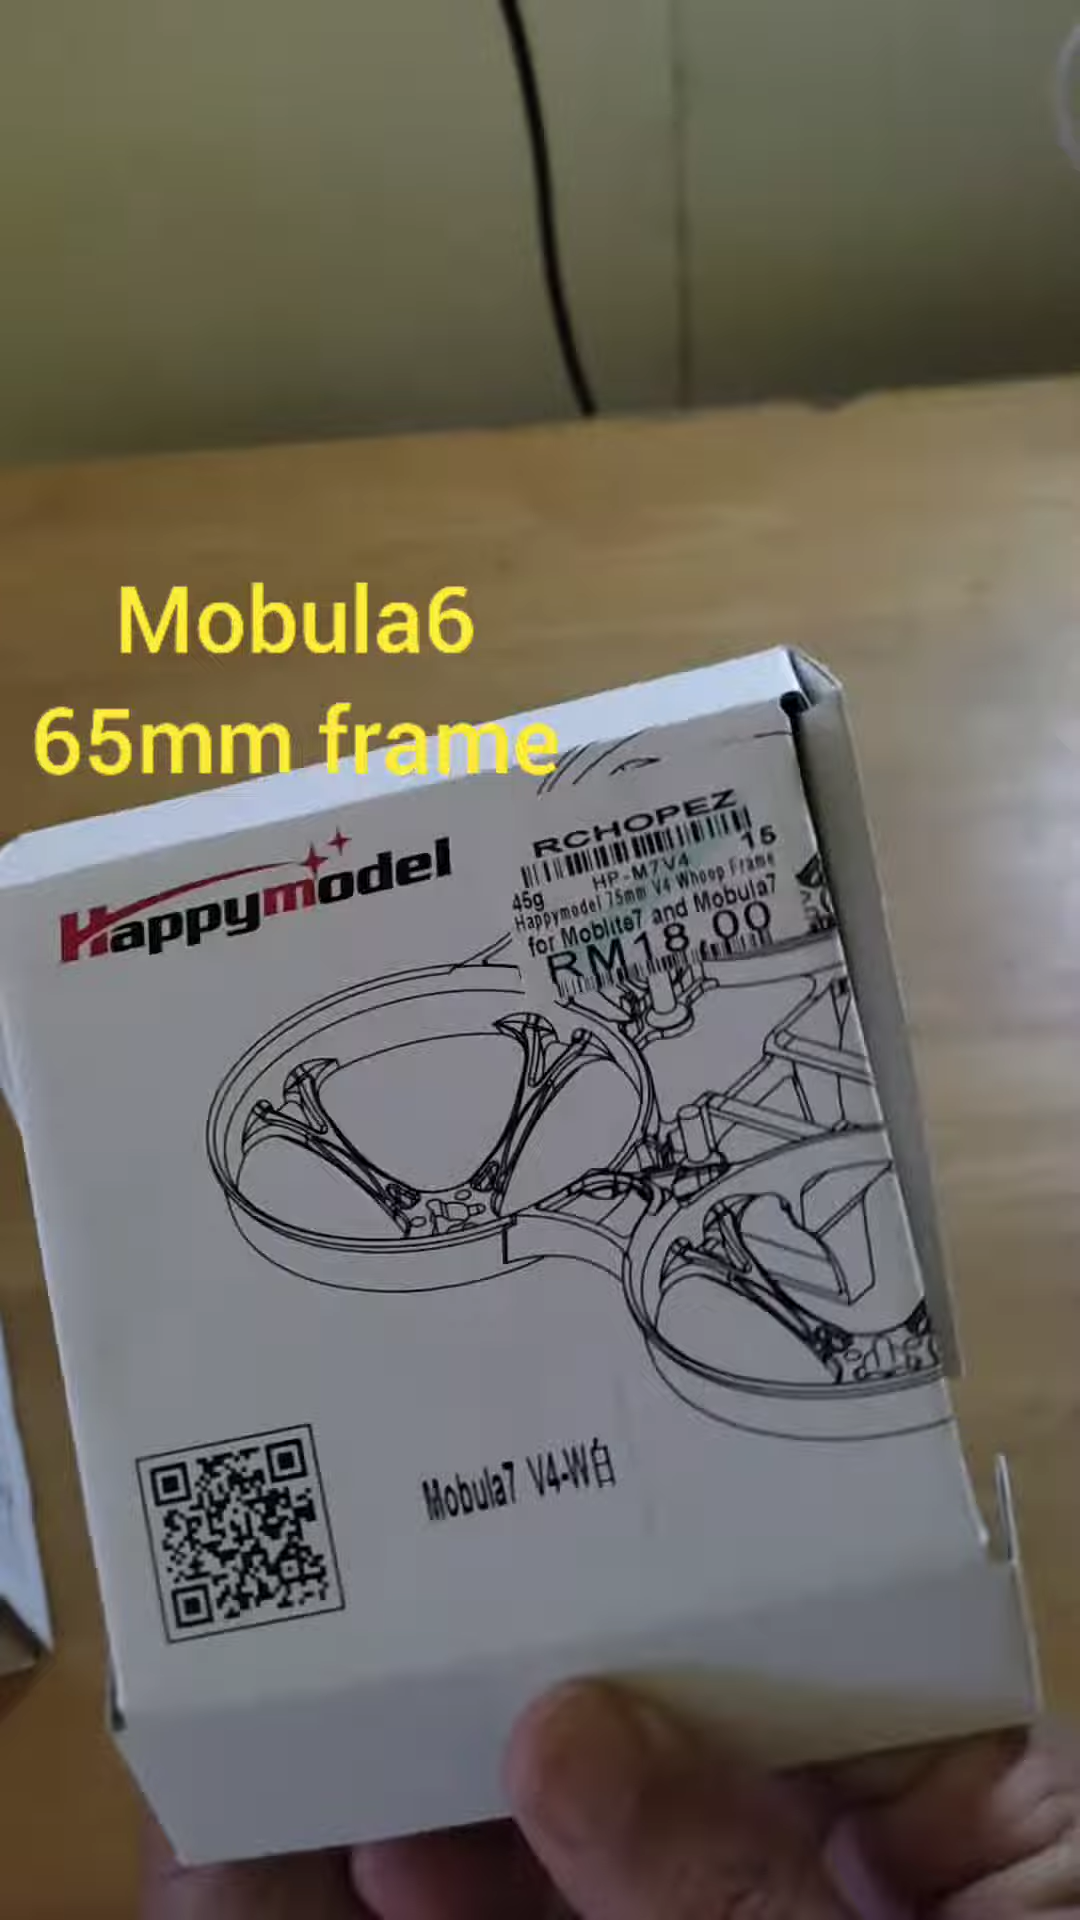 Mobula6
65mm frame
Happymodel
RCHOPEZ
15
HP-M7V4
45g
Happymodel 75mm V4 Whoop Frame
for Moblite7 and Mobula7
RM18.00
Mobula7 V4-W白